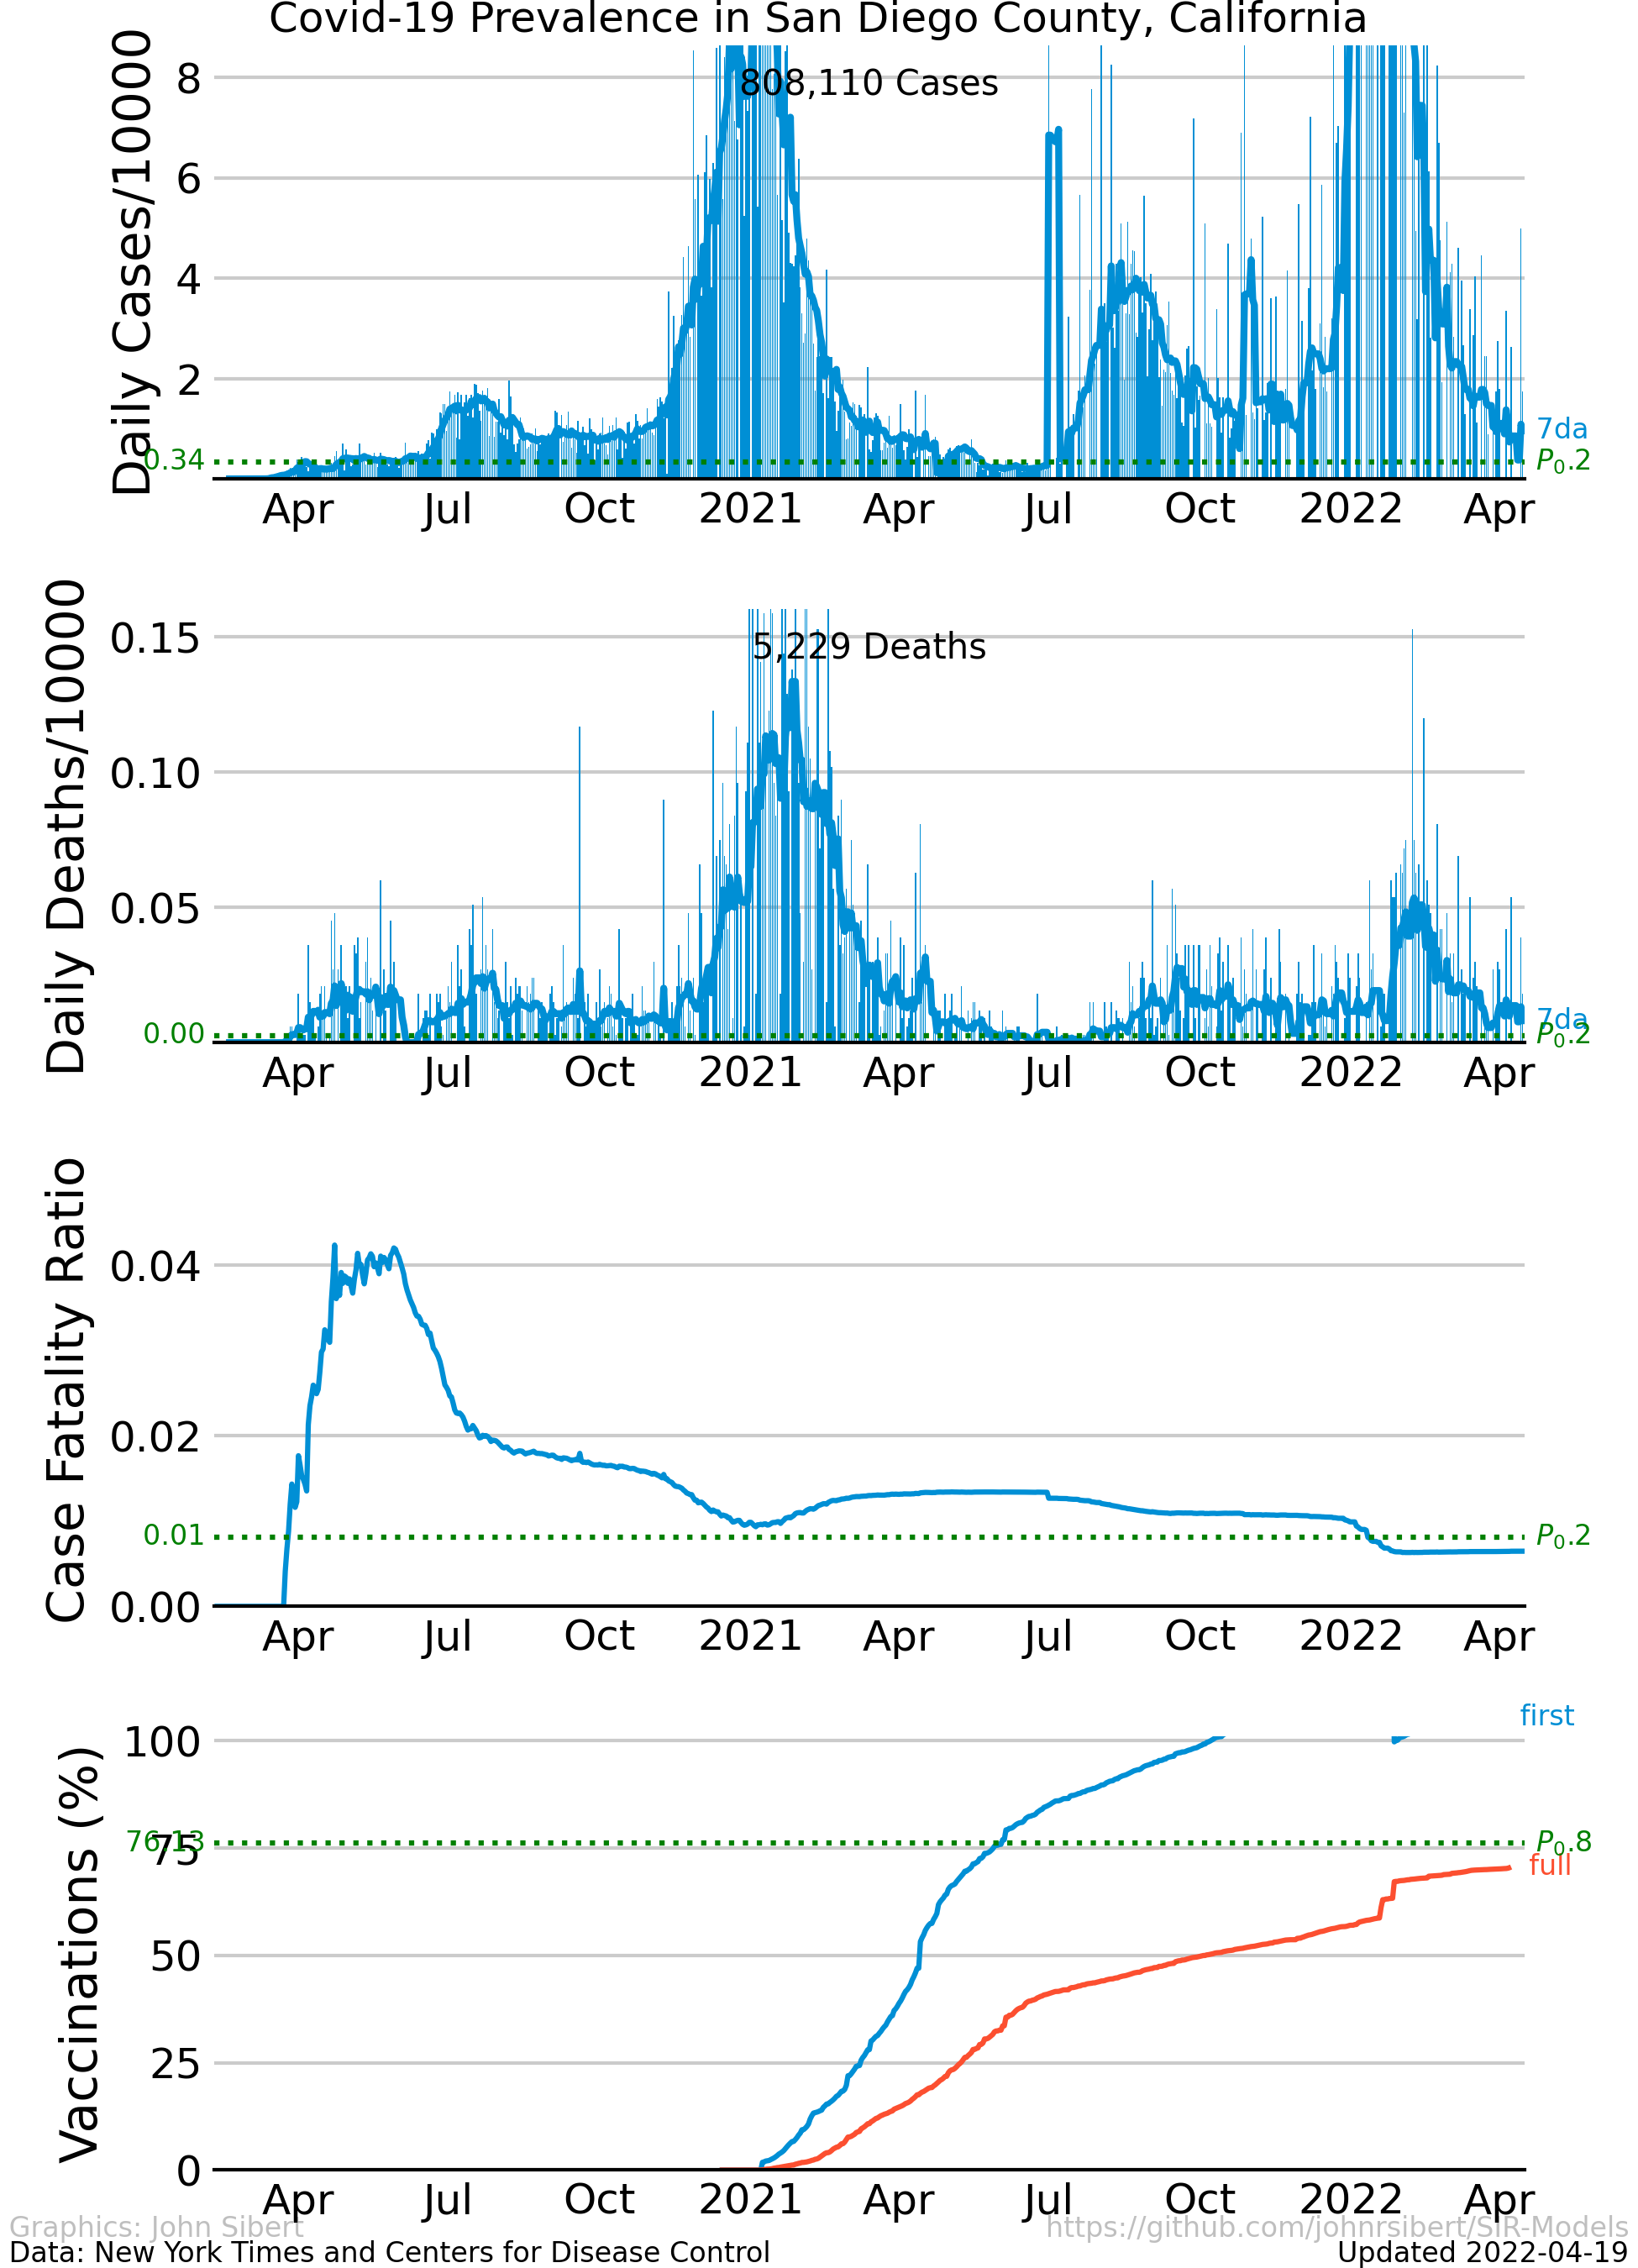 Covid-19 Prevalence in San Diego County, California
Daily Cases/10000
8
6
4
2
0.34
808,110 Cases
7da
P0.2
Apr Jul Oct 2021 Apr Jul Oct 2022 Apr
Daily Deaths/10000
0.15
0.10
0.05
0.00
5,229 Deaths
7da
P0.2
Apr Jul Oct 2021 Apr Jul Oct 2022 Apr
Case Fatality Ratio
0.04
0.02
0.01
0.00
P0.2
Apr Jul Oct 2021 Apr Jul Oct 2022 Apr
Vaccinations (%)
100
76.13
75
50
25
0
first
P0.8
full
Apr Jul Oct 2021 Apr Jul Oct 2022 Apr
Graphics: John Sibert
https://github.com/johnrsibert/SIR-Models
Data: New York Times and Centers for Disease Control
Updated 2022-04-19